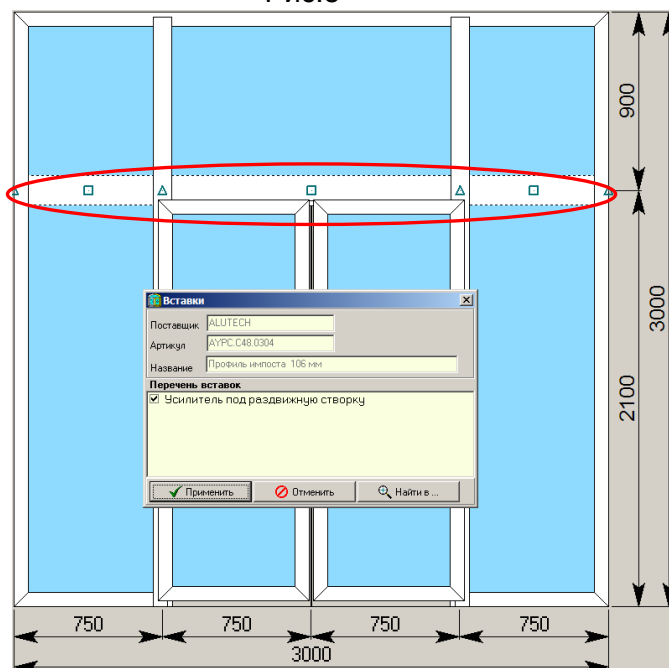 900
3000
2100
Вставки
Поставщик ALUTECH
Артикул AYPC.C48.0304
Название Профиль импоста 106 мм
Перечень вставок
Усилитель под раздвижную створку
Применить Отменить Найти в ...
750 750 750 750
3000